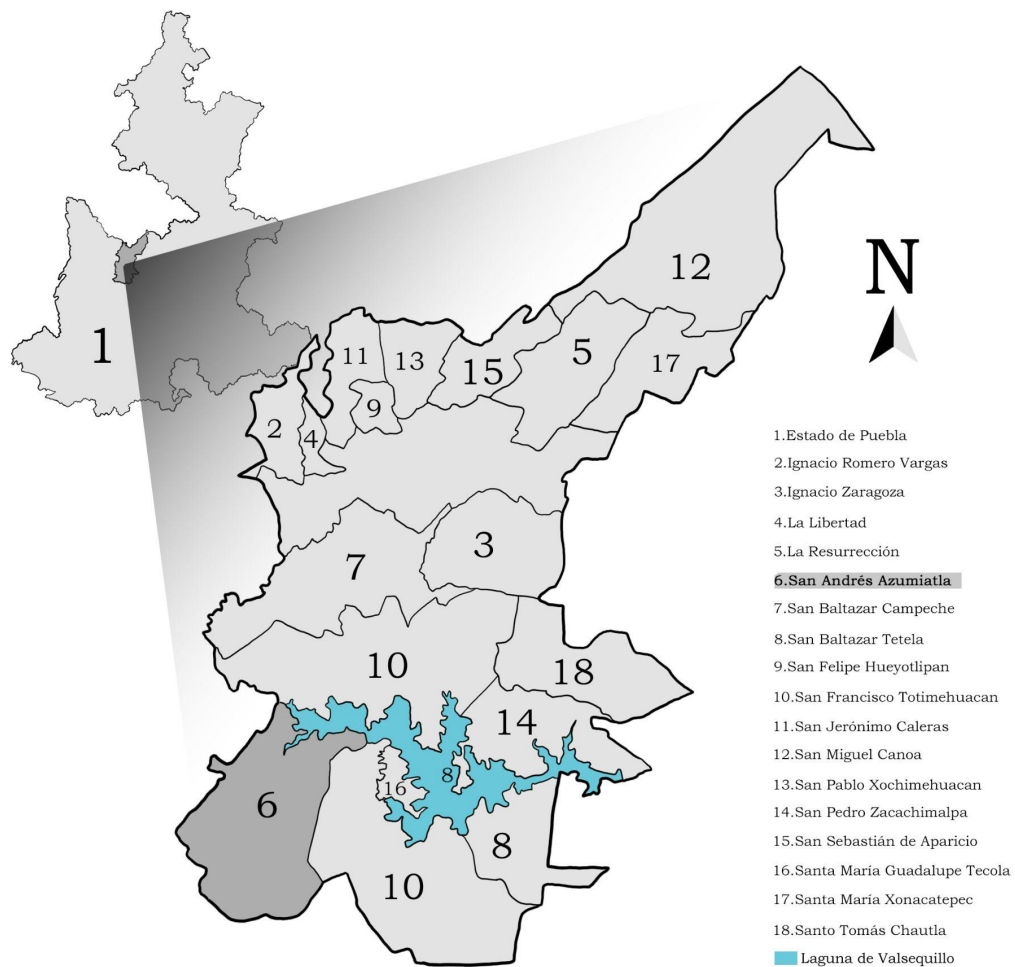 N
12
1
11
13
15
5
17
9
2
4
3
7
10
18
14
8
16
6
8
10
1.Estado de Puebla
2.Ignacio Romero Vargas
3.Ignacio Zaragoza
4.La Libertad
5.La Resurrección
6.San Andrés Azumiatla
7.San Baltazar Campeche
8.San Baltazar Tetela
9.San Felipe Hueyotlipan
10.San Francisco Totimehuacan
11.San Jerónimo Caleras
12.San Miguel Canoa
13.San Pablo Xochimehuacan
14.San Pedro Zacachimalpa
15.San Sebastián de Aparicio
16.Santa María Guadalupe Tecola
17.Santa María Xonacatepec
18.Santo Tomás Chautla
Laguna de Valsequillo